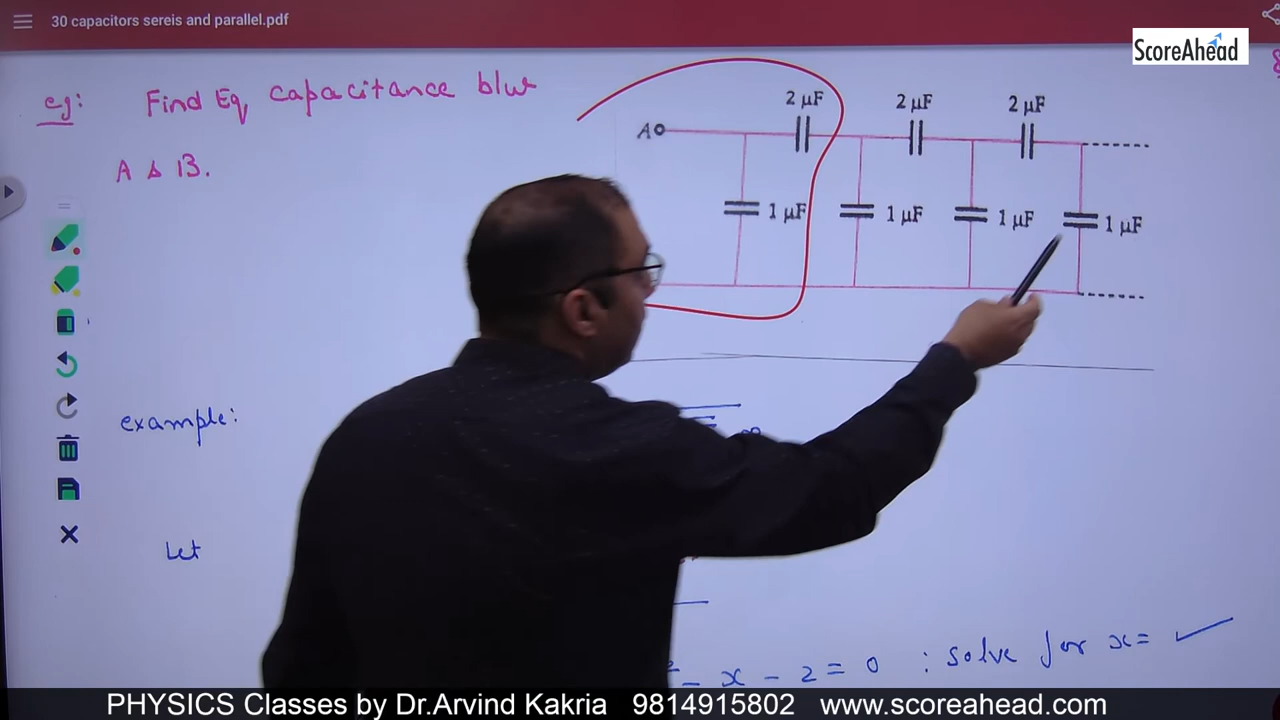 30 capacitors sereis and parallel.pdf
ScoreAhead
eg: Find Eq capacitance b/w
A & B.
2 µF 2 µF 2 µF
A
1 µF 1 µF 1 µF 1 µF
example:
∞
Let
- x - 2 = 0 : solve for x = ✓
PHYSICS Classes by Dr.Arvind Kakria 9814915802 www.scoreahead.com